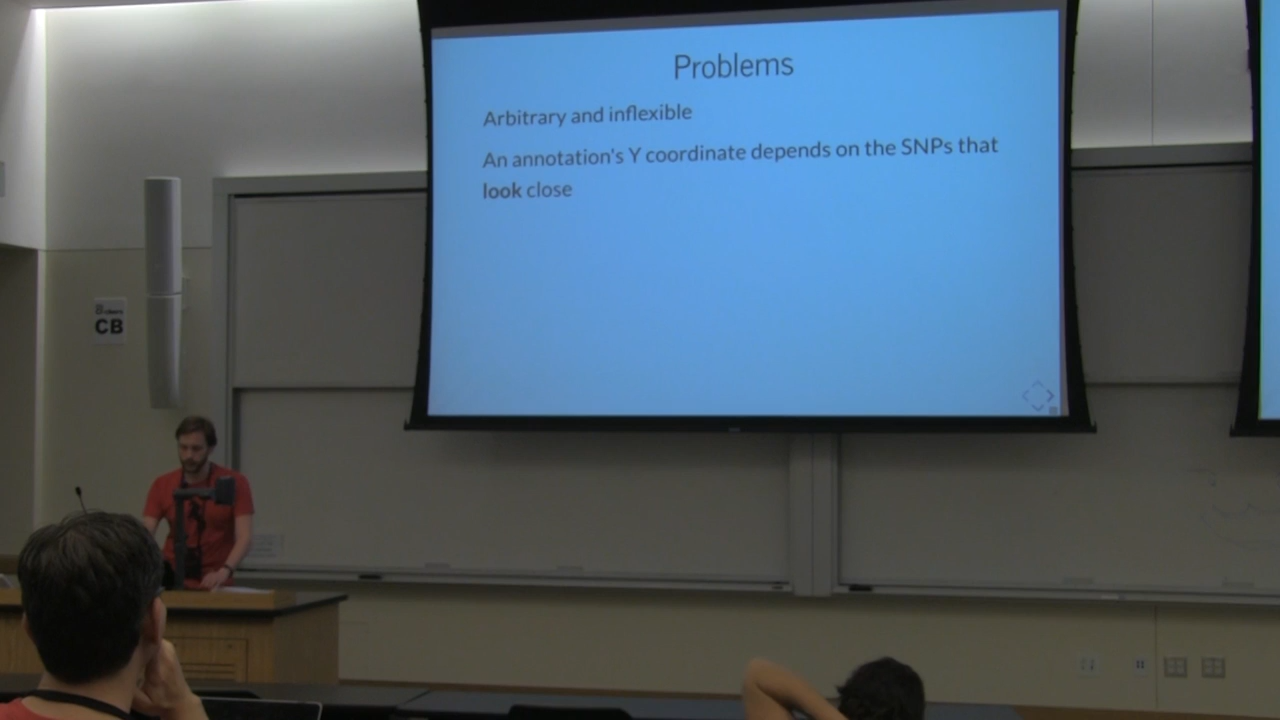 Problems
Arbitrary and inflexible
An annotation's Y coordinate depends on the SNPs that
look close
CB